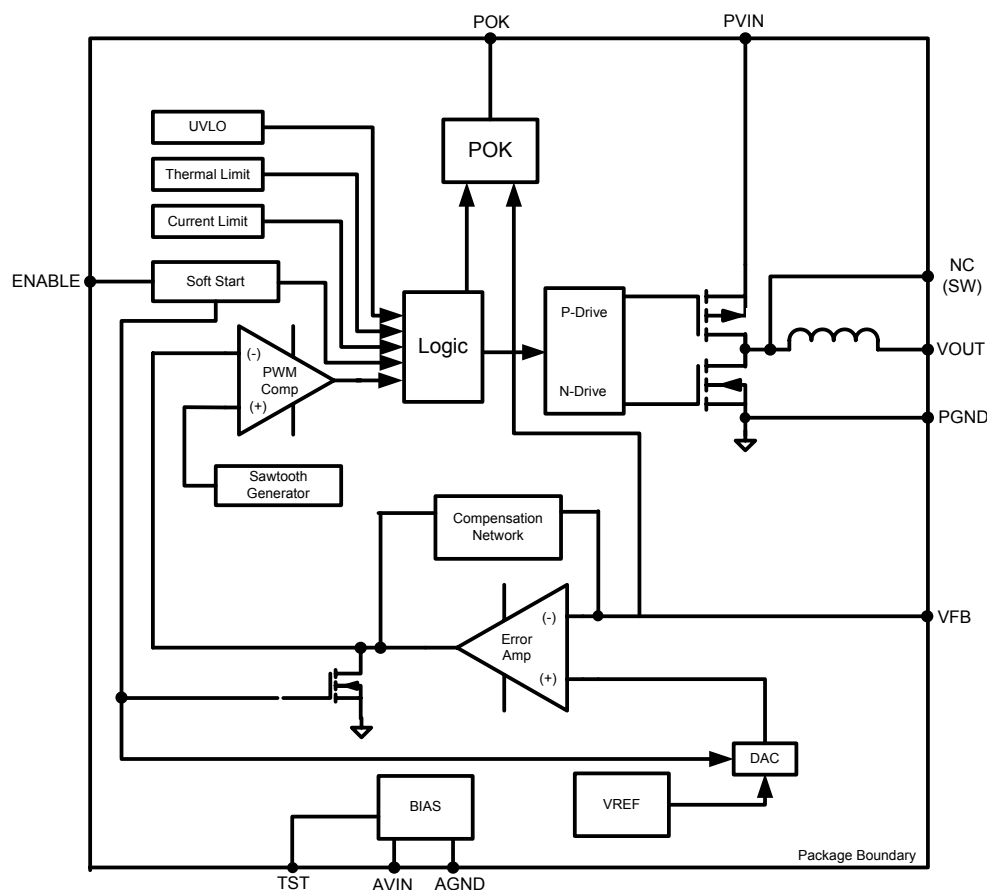 POK
PVIN
UVLO
POK
Thermal Limit
Current Limit
ENABLE
Soft Start
NC
(SW)
P-Drive
Logic
(-)
PWM
Comp
(+)
VOUT
N-Drive
PGND
Sawtooth
Generator
Compensation
Network
(-)
VFB
Error
Amp
(+)
DAC
BIAS
VREF
Package Boundary
TST
AVIN
AGND